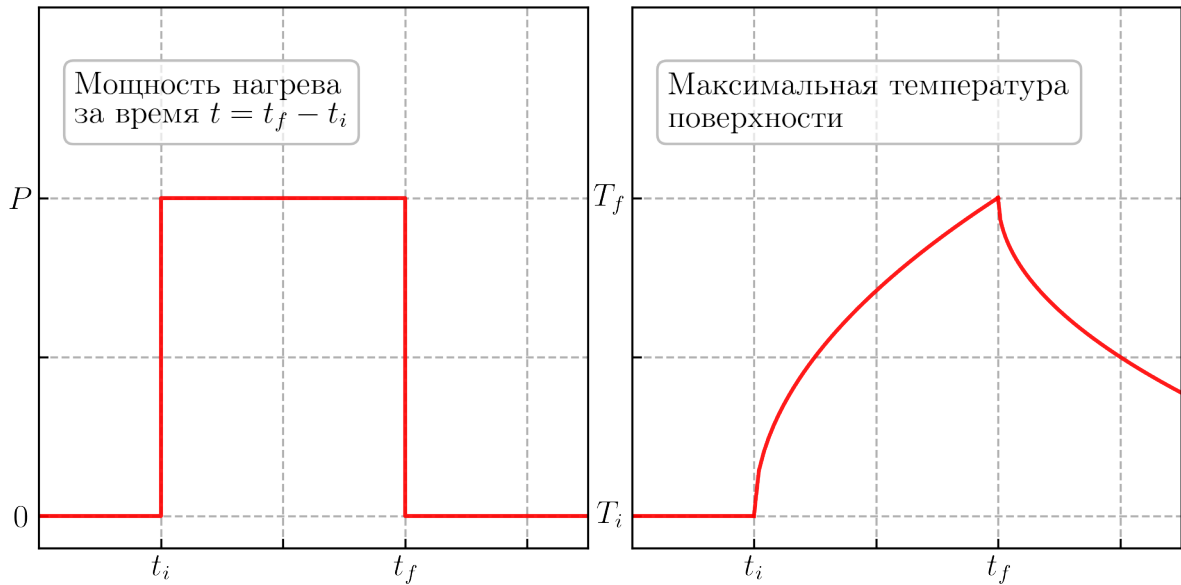 Мощность нагрева
за время t = t_f − t_i
P
0
t_i
t_f
Максимальная температура
поверхности
T_f
T_i
t_i
t_f